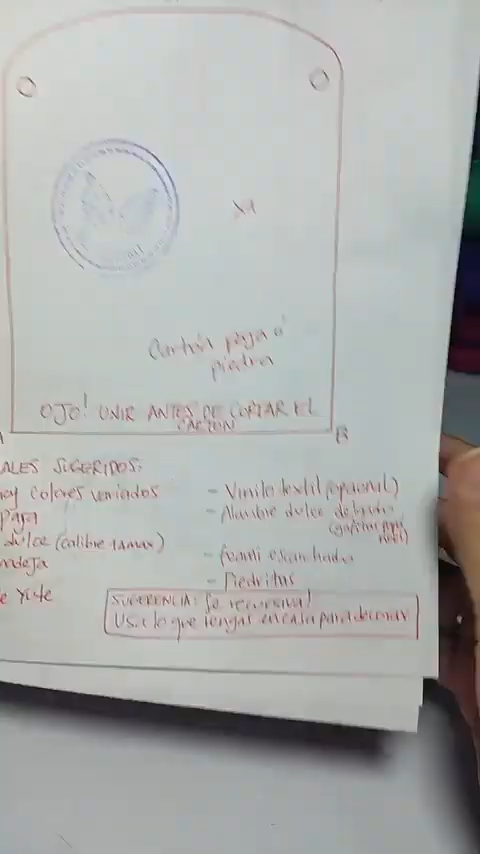 X1
Cartón paja ó
piedra
OJO! UNIR ANTES DE CORTAR EL
CARTÓN
A
B
ALES SUGERIDOS:
colores variados
- Vinilo textil (opcional)
paja
- Alambre dulce delgado
dulce (calibre
- foami escarchado
ndeja
- Piedritas
e Yute
SUGERENCIA: Se recursiva!
Usa lo que tengas en casa para decorar